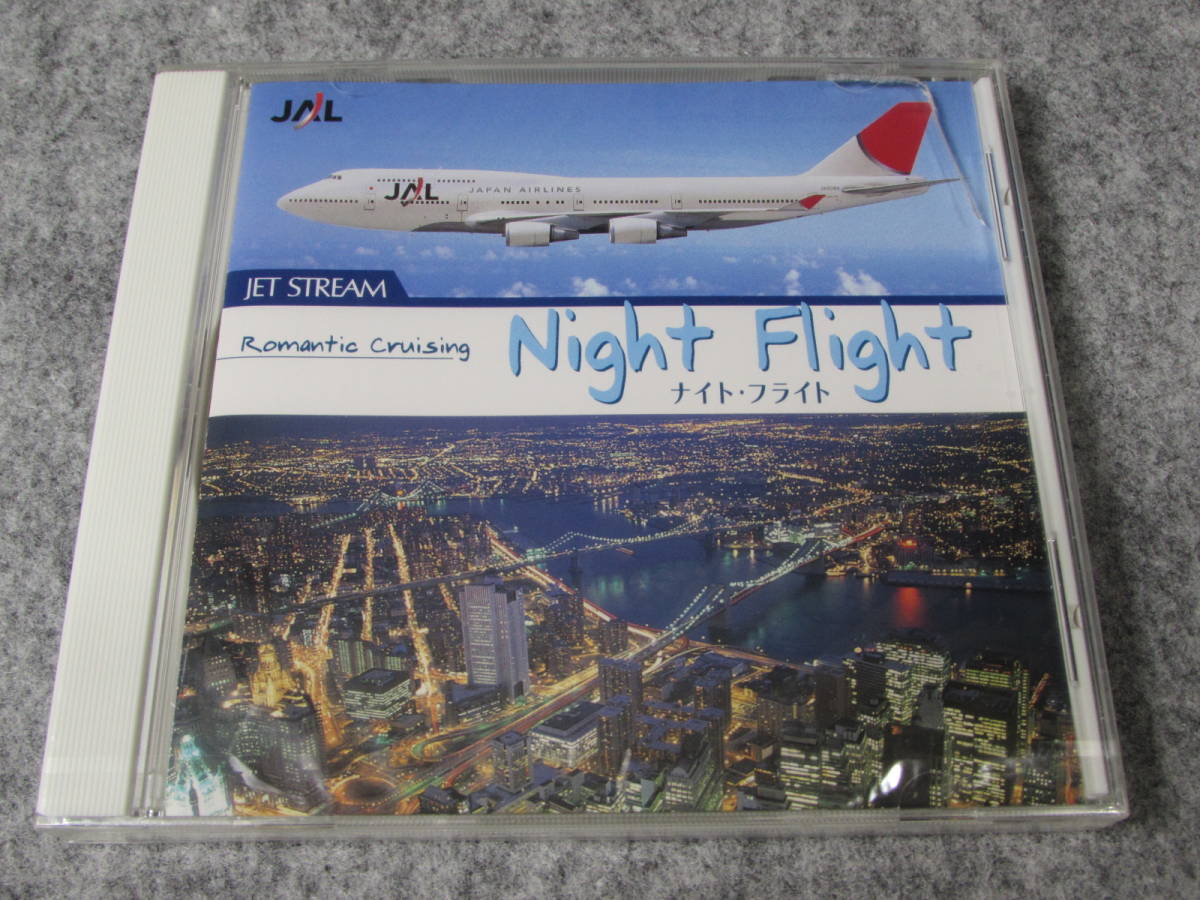 JAL
JAL JAPAN AIRLINES
JET STREAM
Romantic Cruising
Night Flight
ナイト・フライト